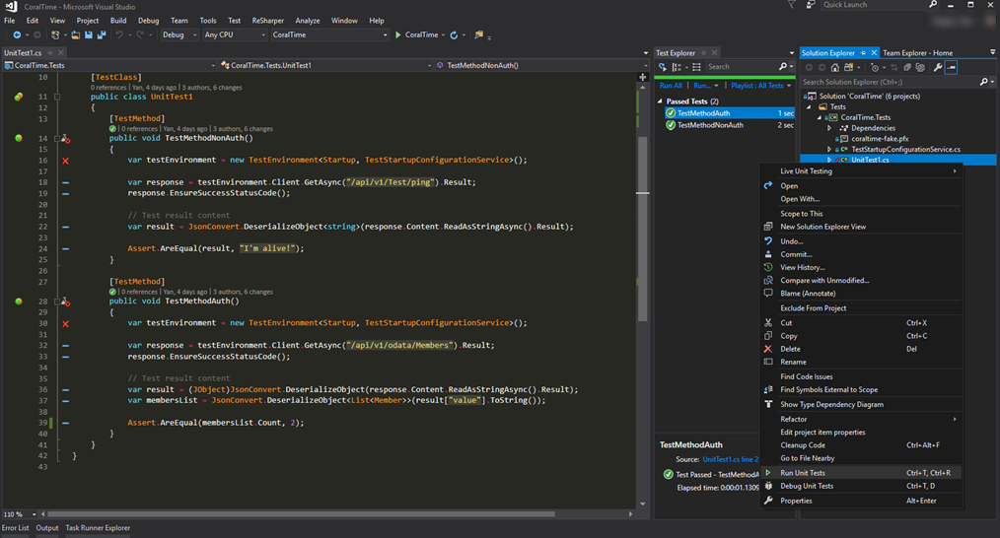 CoralTime - Microsoft Visual Studio
Quick Launch
File Edit View Project Build Debug Team Tools Test ReSharper Analyze Window Help
Debug Any CPU CoralTime CoralTime
UnitTest1.cs
CoralTime.Tests CoralTime.Tests.UnitTest1 TestMethodNonAuth()
10 [TestClass]
0 references | Yan, 4 days ago | 3 authors, 6 changes
11 public class UnitTest1
12 {
13 [TestMethod]
0 references | Yan, 4 days ago | 3 authors, 6 changes
14 public void TestMethodNonAuth()
15 {
16 var testEnvironment = new TestEnvironment<Startup, TestStartupConfigurationService>();
17
18 var response = testEnvironment.Client.GetAsync("/api/v1/Test/ping").Result;
19 response.EnsureSuccessStatusCode();
20
21 // Test result content
22 var result = JsonConvert.DeserializeObject<string>(response.Content.ReadAsStringAsync().Result);
23
24 Assert.AreEqual(result, "I'm alive!");
25 }
26
27 [TestMethod]
0 references | Yan, 4 days ago | 3 authors, 6 changes
28 public void TestMethodAuth()
29 {
30 var testEnvironment = new TestEnvironment<Startup, TestStartupConfigurationService>();
31
32 var response = testEnvironment.Client.GetAsync("/api/v1/odata/Members").Result;
33 response.EnsureSuccessStatusCode();
34
35 // Test result content
36 var result = (JObject)JsonConvert.DeserializeObject(response.Content.ReadAsStringAsync().Result);
37 var membersList = JsonConvert.DeserializeObject<List<Member>>(result["value"].ToString());
38
39 Assert.AreEqual(membersList.Count, 2);
40 }
41 }
42 }
43
110 %
Error List Output Task Runner Explorer
Test Explorer
Search
Run All | Run... | Playlist : All Tests
Passed Tests (2)
TestMethodAuth 1 sec
TestMethodNonAuth 2 sec
TestMethodAuth
Source: UnitTest1.cs line 2
Test Passed - TestMethodA
Elapsed time: 0:00:01.1309
Solution Explorer Team Explorer - Home
Search Solution Explorer (Ctrl+;)
Solution 'CoralTime' (6 projects)
Tests
CoralTime.Tests
Dependencies
coraltime-fake.pfx
TestStartupConfigurationService.cs
UnitTest1.cs
Live Unit Testing
Open
Open With...
Scope to This
New Solution Explorer View
Undo...
Commit...
View History...
Compare with Unmodified...
Blame (Annotate)
Exclude From Project
Cut Ctrl+X
Copy Ctrl+C
Delete Del
Rename
Find Code Issues
Find Symbols External to Scope
Show Type Dependency Diagram
Refactor
Edit project item properties
Cleanup Code Ctrl+Alt+F
Go to File Nearby
Run Unit Tests Ctrl+T, Ctrl+R
Debug Unit Tests Ctrl+T, D
Properties Alt+Enter